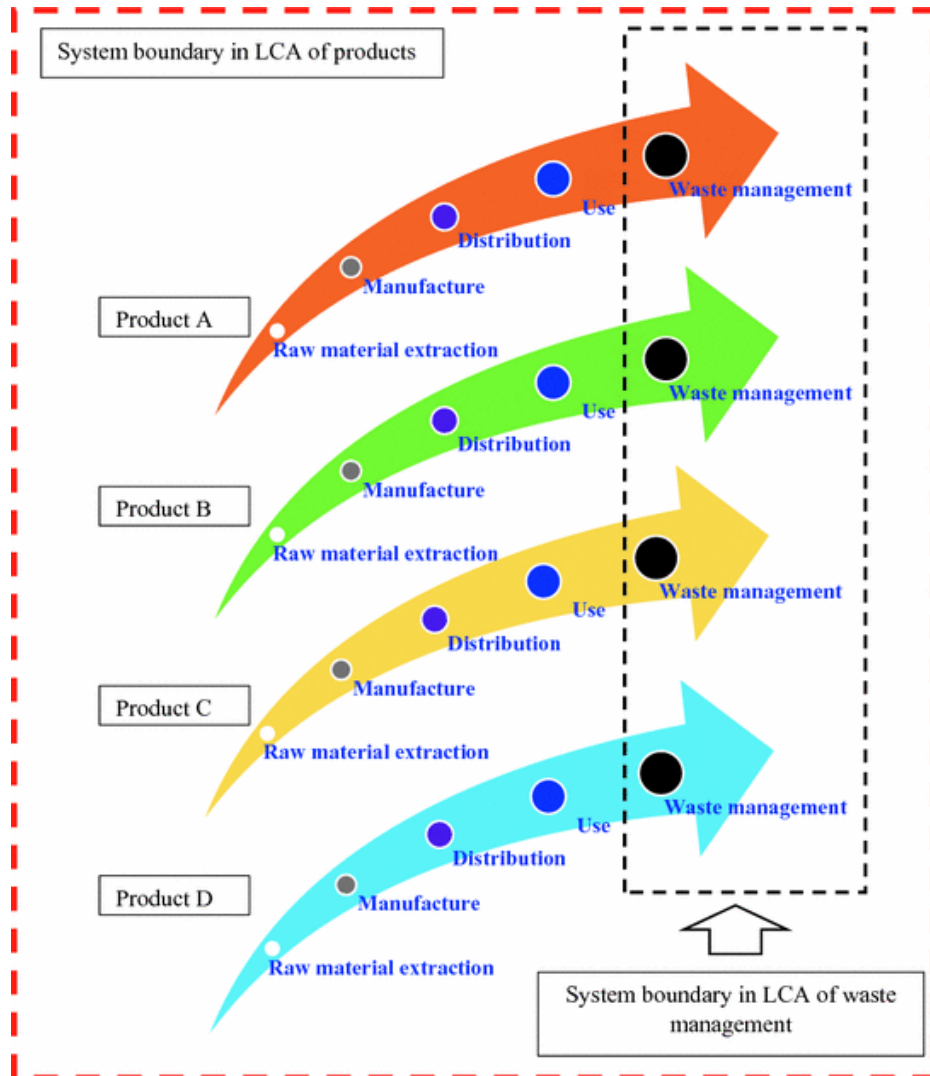 System boundary in LCA of products
Waste management
Use
Distribution
Manufacture
Product A
Raw material extraction
Waste management
Use
Distribution
Manufacture
Product B
Raw material extraction
Waste management
Use
Distribution
Manufacture
Product C
Raw material extraction
Waste management
Use
Distribution
Manufacture
Product D
Raw material extraction
System boundary in LCA of waste
management